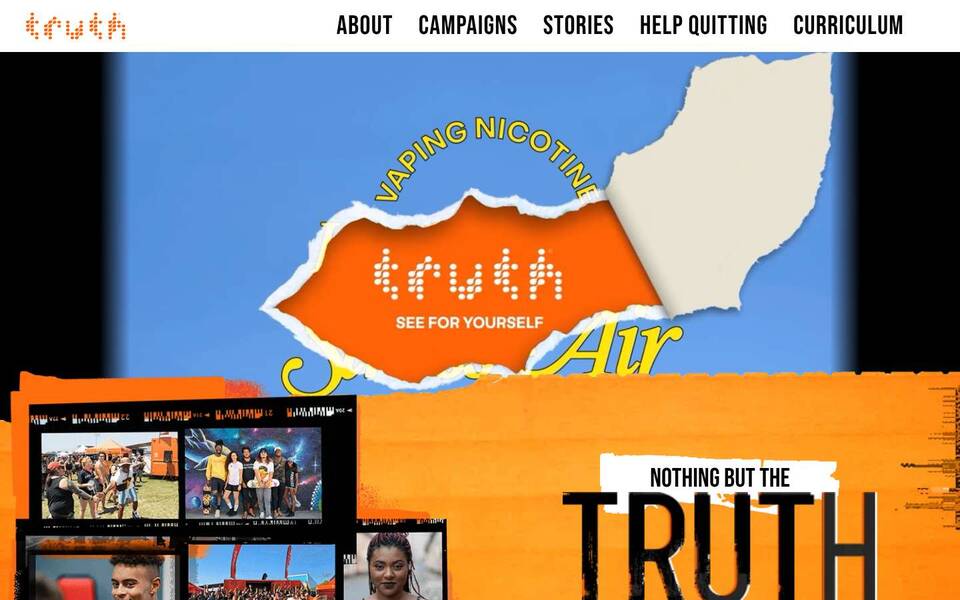 truth
ABOUT
CAMPAIGNS
STORIES
HELP QUITTING
CURRICULUM
VAPING NICOTINE
truth
SEE FOR YOURSELF
Air
NOTHING BUT THE
TRUTH